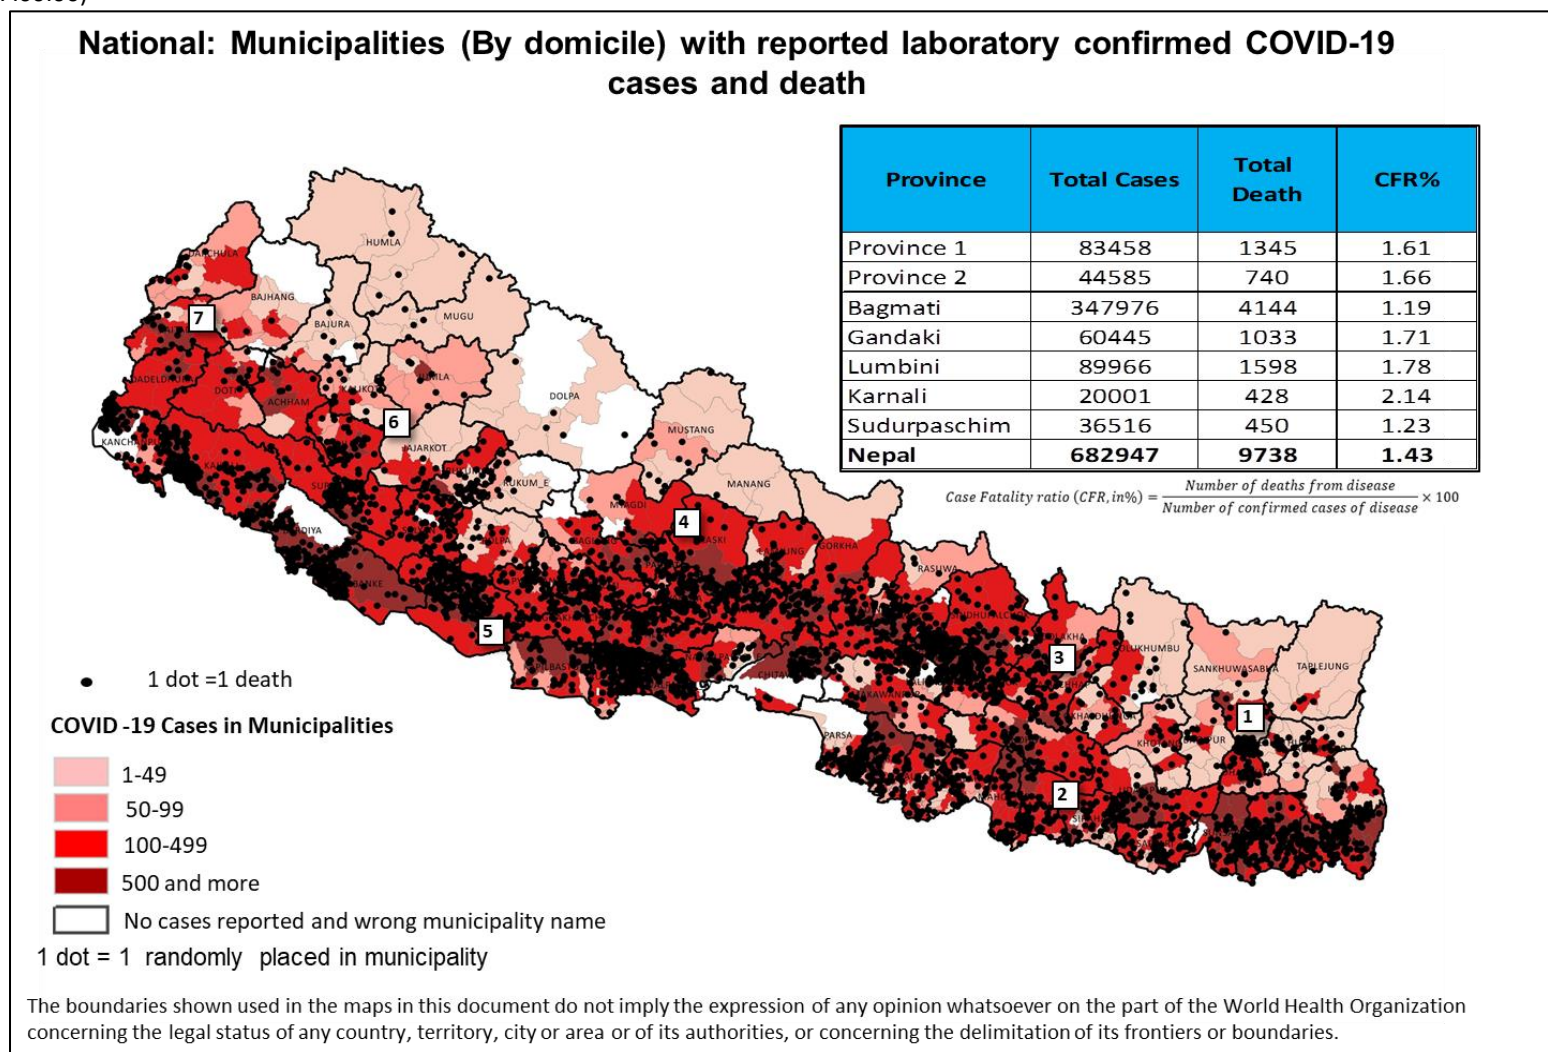 National: Municipalities (By domicile) with reported laboratory confirmed COVID-19
cases and death
Province Total Cases Total Death CFR%
Province 1 83458 1345 1.61
Province 2 44585 740 1.66
Bagmati 347976 4144 1.19
Gandaki 60445 1033 1.71
Lumbini 89966 1598 1.78
Karnali 20001 428 2.14
Sudurpaschim 36516 450 1.23
Nepal 682947 9738 1.43
Case Fatality ratio (CFR, in%) = Number of deaths from disease / Number of confirmed cases of disease × 100
HUMLA
BAJHANG
7
MUGU
BAJURA
DOLPA
ACHHAM
6
MUSTANG
JAJARKOT
RUKUM_E
MANANG
4
GORKHA
RASUWA
BANKE
5
3
SOLUKHUMBU
SANKHUWASABHA
TAPLEJUNG
1
PARSA
2
1 dot =1 death
COVID -19 Cases in Municipalities
1-49
50-99
100-499
500 and more
No cases reported and wrong municipality name
1 dot = 1 randomly placed in municipality
The boundaries shown used in the maps in this document do not imply the expression of any opinion whatsoever on the part of the World Health Organization
concerning the legal status of any country, territory, city or area or of its authorities, or concerning the delimitation of its frontiers or boundaries.